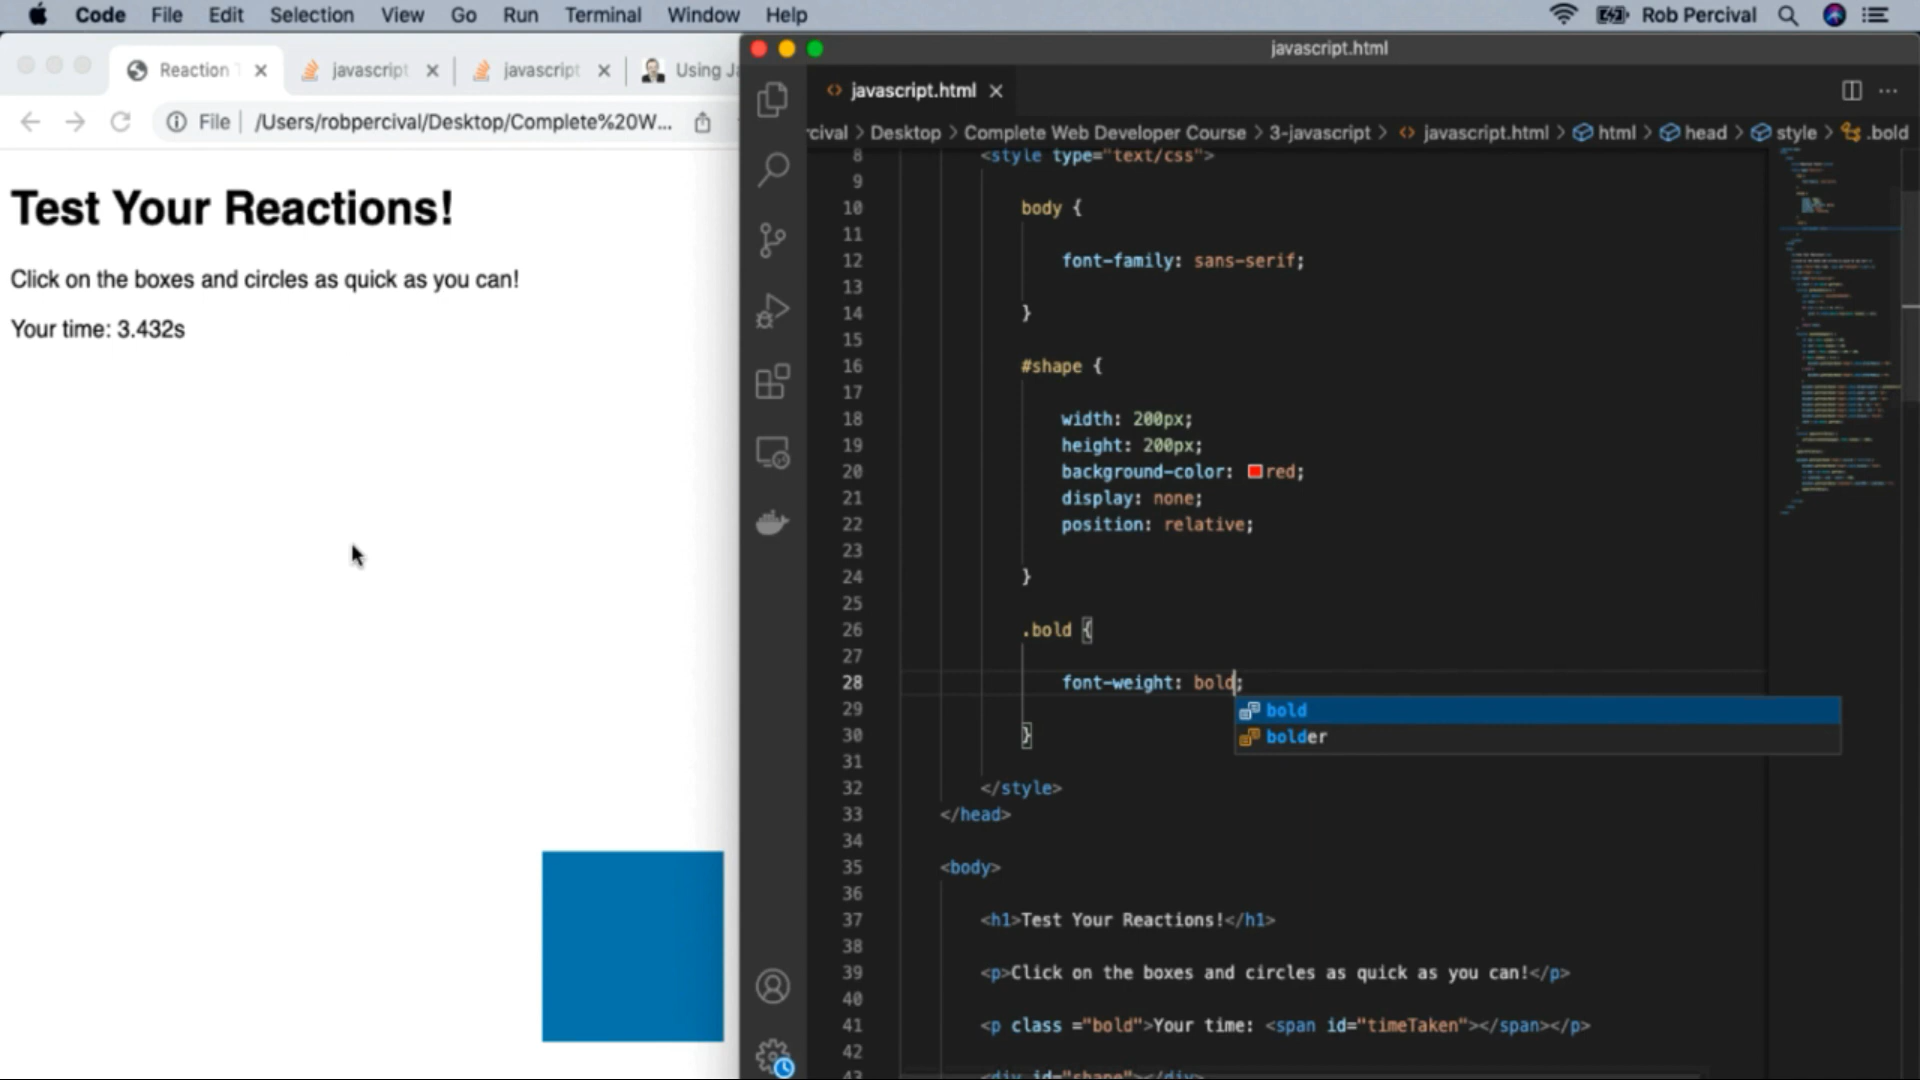 Code File Edit Selection View Go Run Terminal Window Help Rob Percival
Reaction T javascript javascript Using Ja
File /Users/robpercival/Desktop/Complete%20W...
Test Your Reactions!
Click on the boxes and circles as quick as you can!
Your time: 3.432s
javascript.html
javascript.html
rcival > Desktop > Complete Web Developer Course > 3-javascript > javascript.html > html > head > style > .bold
8 <style type="text/css">
9
10 body {
11
12 font-family: sans-serif;
13
14 }
15
16 #shape {
17
18 width: 200px;
19 height: 200px;
20 background-color: red;
21 display: none;
22 position: relative;
23
24 }
25
26 .bold {
27
28 font-weight: bold;
bold
bolder
29
30 }
31
32 </style>
33 </head>
34
35 <body>
36
37 <h1>Test Your Reactions!</h1>
38
39 <p>Click on the boxes and circles as quick as you can!</p>
40
41 <p class ="bold">Your time: <span id="timeTaken"></span></p>
42
43 <div id="shape"></div>